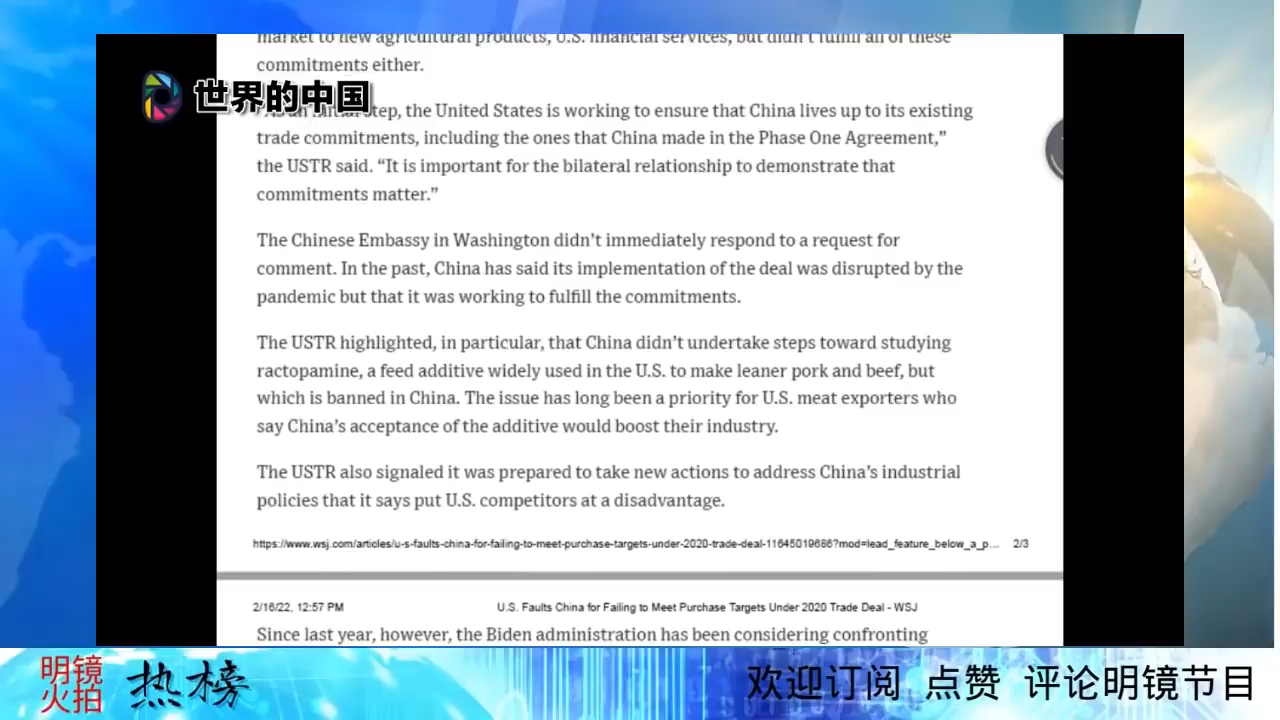 market to new agricultural products, U.S. financial services, but didn't fulfill all of these
commitments either.
世界的中国
step, the United States is working to ensure that China lives up to its existing
trade commitments, including the ones that China made in the Phase One Agreement,”
the USTR said. “It is important for the bilateral relationship to demonstrate that
commitments matter.”
The Chinese Embassy in Washington didn’t immediately respond to a request for
comment. In the past, China has said its implementation of the deal was disrupted by the
pandemic but that it was working to fulfill the commitments.
The USTR highlighted, in particular, that China didn’t undertake steps toward studying
ractopamine, a feed additive widely used in the U.S. to make leaner pork and beef, but
which is banned in China. The issue has long been a priority for U.S. meat exporters who
say China’s acceptance of the additive would boost their industry.
The USTR also signaled it was prepared to take new actions to address China’s industrial
policies that it says put U.S. competitors at a disadvantage.
https://www.wsj.com/articles/u-s-faults-china-for-failing-to-meet-purchase-targets-under-2020-trade-deal-11645019686?mod=lead_feature_below_a_p... 2/3
2/16/22, 12:57 PM U.S. Faults China for Failing to Meet Purchase Targets Under 2020 Trade Deal - WSJ
Since last year, however, the Biden administration has been considering confronting
明镜
火拍
热榜
欢迎订阅 点赞 评论明镜节目